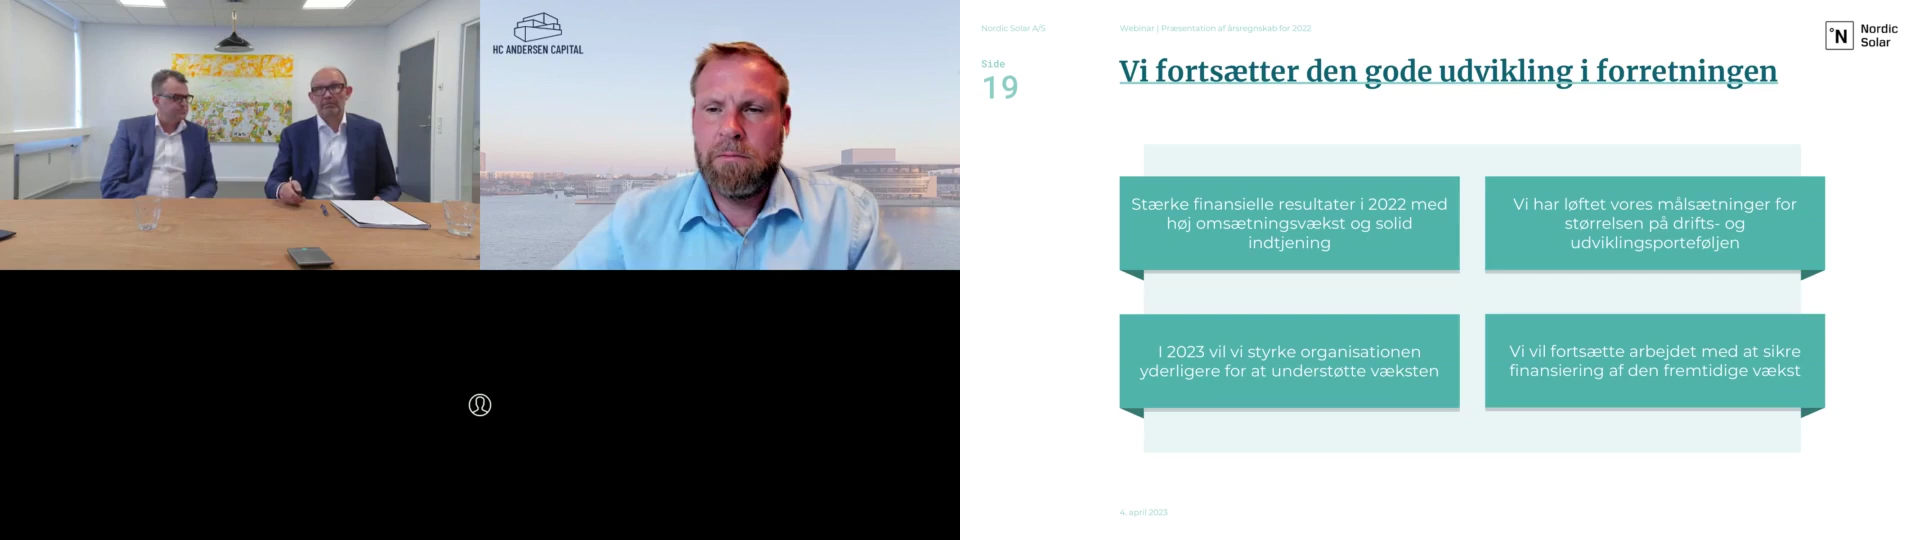 HC ANDERSEN CAPITAL
Nordic Solar A/S
Webinar | Præsentation af årsregnskab for 2022
°N Nordic
Solar
Side
19
Vi fortsætter den gode udvikling i forretningen
Stærke finansielle resultater i 2022 med
høj omsætningsvækst og solid
indtjening
Vi har løftet vores målsætninger for
størrelsen på drifts- og
udviklingsporteføljen
I 2023 vil vi styrke organisationen
yderligere for at understøtte væksten
Vi vil fortsætte arbejdet med at sikre
finansiering af den fremtidige vækst
4. april 2023